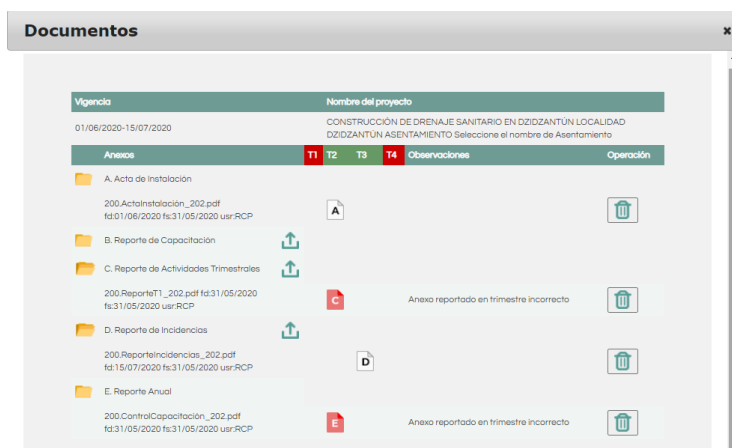 Documentos
Vigencia Nombre del proyecto
01/06/2020-15/07/2020 CONSTRUCCIÓN DE DRENAJE SANITARIO EN DZIDZANTÚN LOCALIDAD
DZIDZANTÚN ASENTAMIENTO Seleccione el nombre de Asentamiento
Anexos T1 T2 T3 T4 Observaciones Operación
A. Acta de Instalación
200.ActaInstalación_202.pdf
fd:01/06/2020 fs:31/05/2020 usr:RCP
A
B. Reporte de Capacitación
C. Reporte de Actividades Trimestrales
200.ReporteT1_202.pdf fd:31/05/2020
fs:31/05/2020 usr:RCP
C Anexo reportado en trimestre incorrecto
D. Reporte de Incidencias
200.ReporteIncidencias_202.pdf
fd:15/07/2020 fs:31/05/2020 usr:RCP
D
E. Reporte Anual
200.ControlCapacitación_202.pdf
fd:31/05/2020 fs:31/05/2020 usr:RCP
E Anexo reportado en trimestre incorrecto